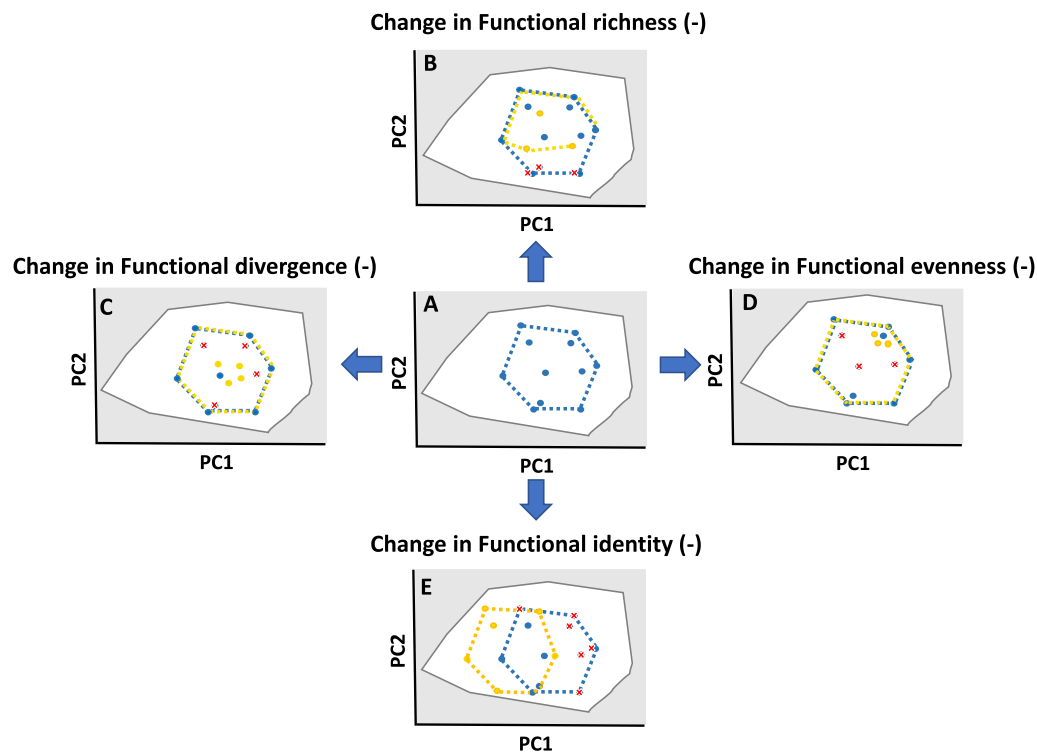 Change in Functional richness (-)
B
PC2
PC1
Change in Functional divergence (-)
Change in Functional evenness (-)
C
PC2
PC1
A
PC2
PC1
D
PC2
PC1
Change in Functional identity (-)
E
PC2
PC1